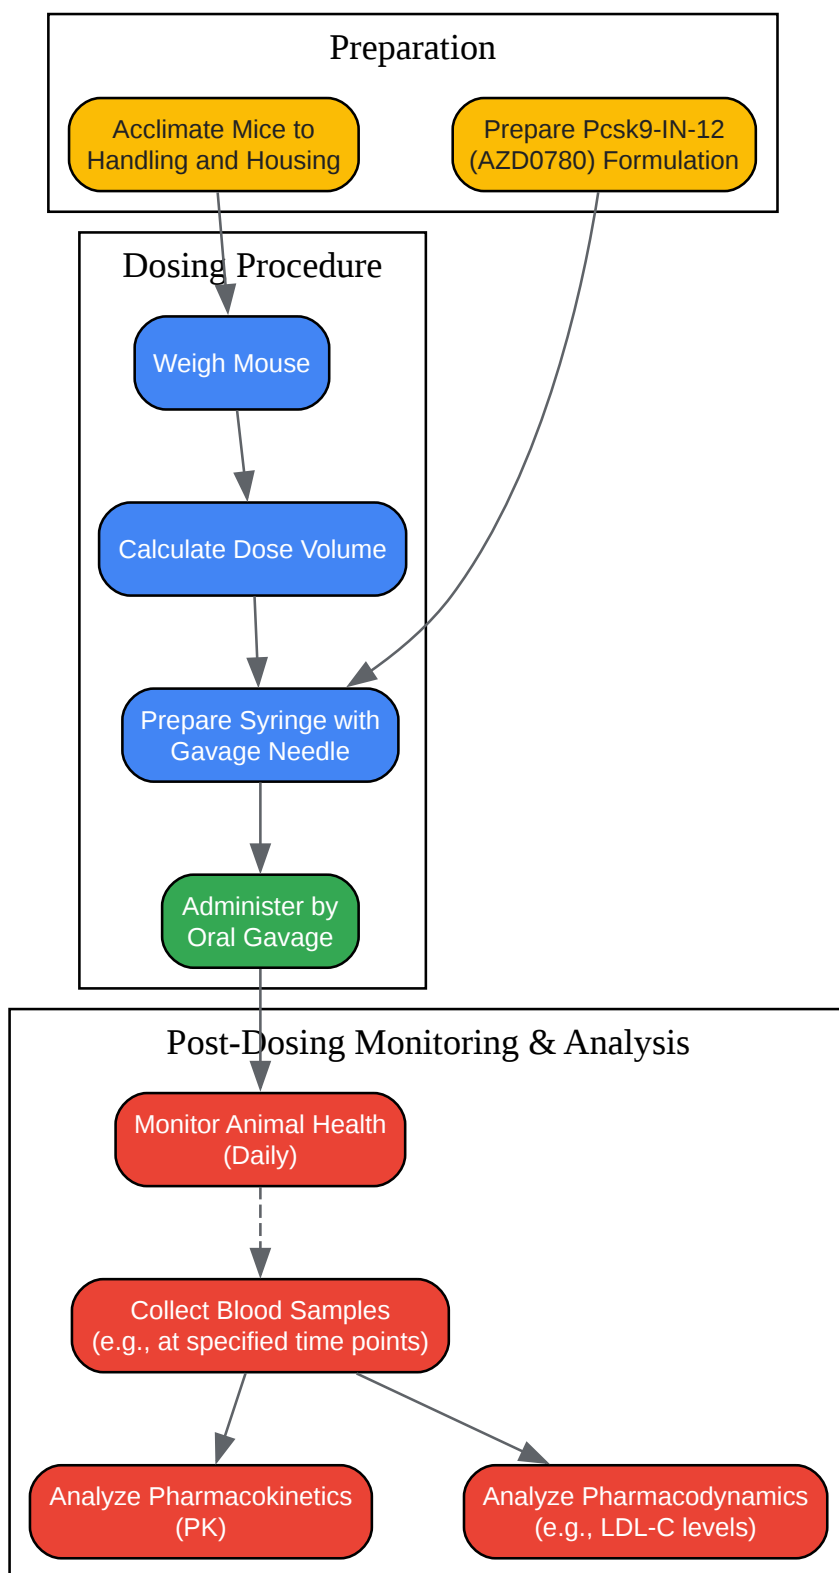 Preparation
Acclimate Mice to
Handling and Housing
Prepare Pcsk9-IN-12
(AZD0780) Formulation
Dosing Procedure
Weigh Mouse
Calculate Dose Volume
Prepare Syringe with
Gavage Needle
Administer by
Oral Gavage
Post-Dosing Monitoring & Analysis
Monitor Animal Health
(Daily)
Collect Blood Samples
(e.g., at specified time points)
Analyze Pharmacokinetics
(PK)
Analyze Pharmacodynamics
(e.g., LDL-C levels)